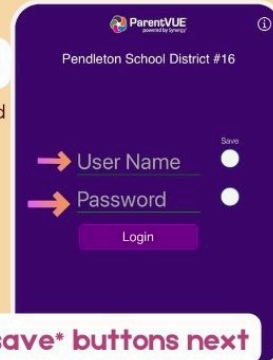 ParentVUE
powered by Synergy
Pendleton School District #16
d
Save
User Name
Password
Login
save* buttons next